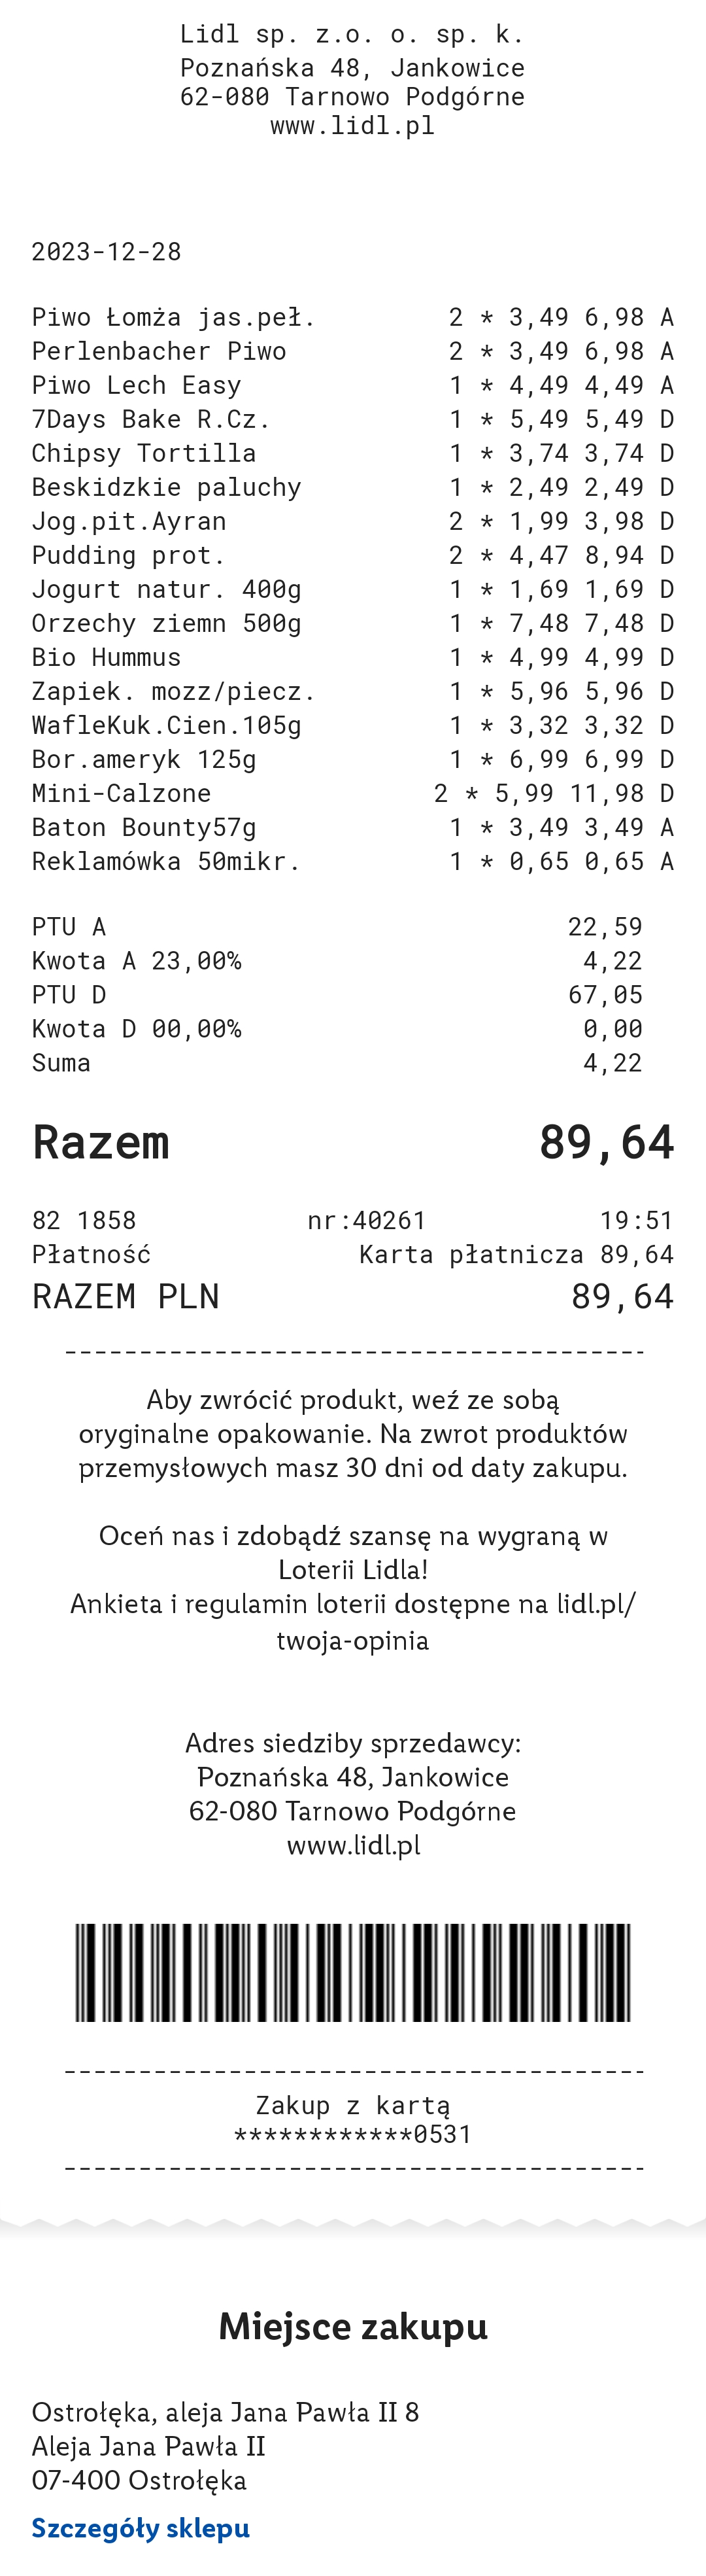 Lidl sp. z.o. o. sp. k.
Poznańska 48, Jankowice
62-080 Tarnowo Podgórne
www.lidl.pl
2023-12-28
Piwo Łomża jas.peł. 2 * 3,49 6,98 A
Perlenbacher Piwo 2 * 3,49 6,98 A
Piwo Lech Easy 1 * 4,49 4,49 A
7Days Bake R.Cz. 1 * 5,49 5,49 D
Chipsy Tortilla 1 * 3,74 3,74 D
Beskidzkie paluchy 1 * 2,49 2,49 D
Jog.pit.Ayran 2 * 1,99 3,98 D
Pudding prot. 2 * 4,47 8,94 D
Jogurt natur. 400g 1 * 1,69 1,69 D
Orzechy ziemn 500g 1 * 7,48 7,48 D
Bio Hummus 1 * 4,99 4,99 D
Zapiek. mozz/piecz. 1 * 5,96 5,96 D
WafleKuk.Cien.105g 1 * 3,32 3,32 D
Bor.ameryk 125g 1 * 6,99 6,99 D
Mini-Calzone 2 * 5,99 11,98 D
Baton Bounty57g 1 * 3,49 3,49 A
Reklamówka 50mikr. 1 * 0,65 0,65 A
PTU A 22,59
Kwota A 23,00% 4,22
PTU D 67,05
Kwota D 00,00% 0,00
Suma 4,22
Razem 89,64
82 1858 nr:40261 19:51
Płatność Karta płatnicza 89,64
RAZEM PLN 89,64
Aby zwrócić produkt, weź ze sobą
oryginalne opakowanie. Na zwrot produktów
przemysłowych masz 30 dni od daty zakupu.
Oceń nas i zdobądź szansę na wygraną w
Loterii Lidla!
Ankieta i regulamin loterii dostępne na lidl.pl/
twoja-opinia
Adres siedziby sprzedawcy:
Poznańska 48, Jankowice
62-080 Tarnowo Podgórne
www.lidl.pl
Zakup z kartą
************0531
Miejsce zakupu
Ostrołęka, aleja Jana Pawła II 8
Aleja Jana Pawła II
07-400 Ostrołęka
Szczegóły sklepu